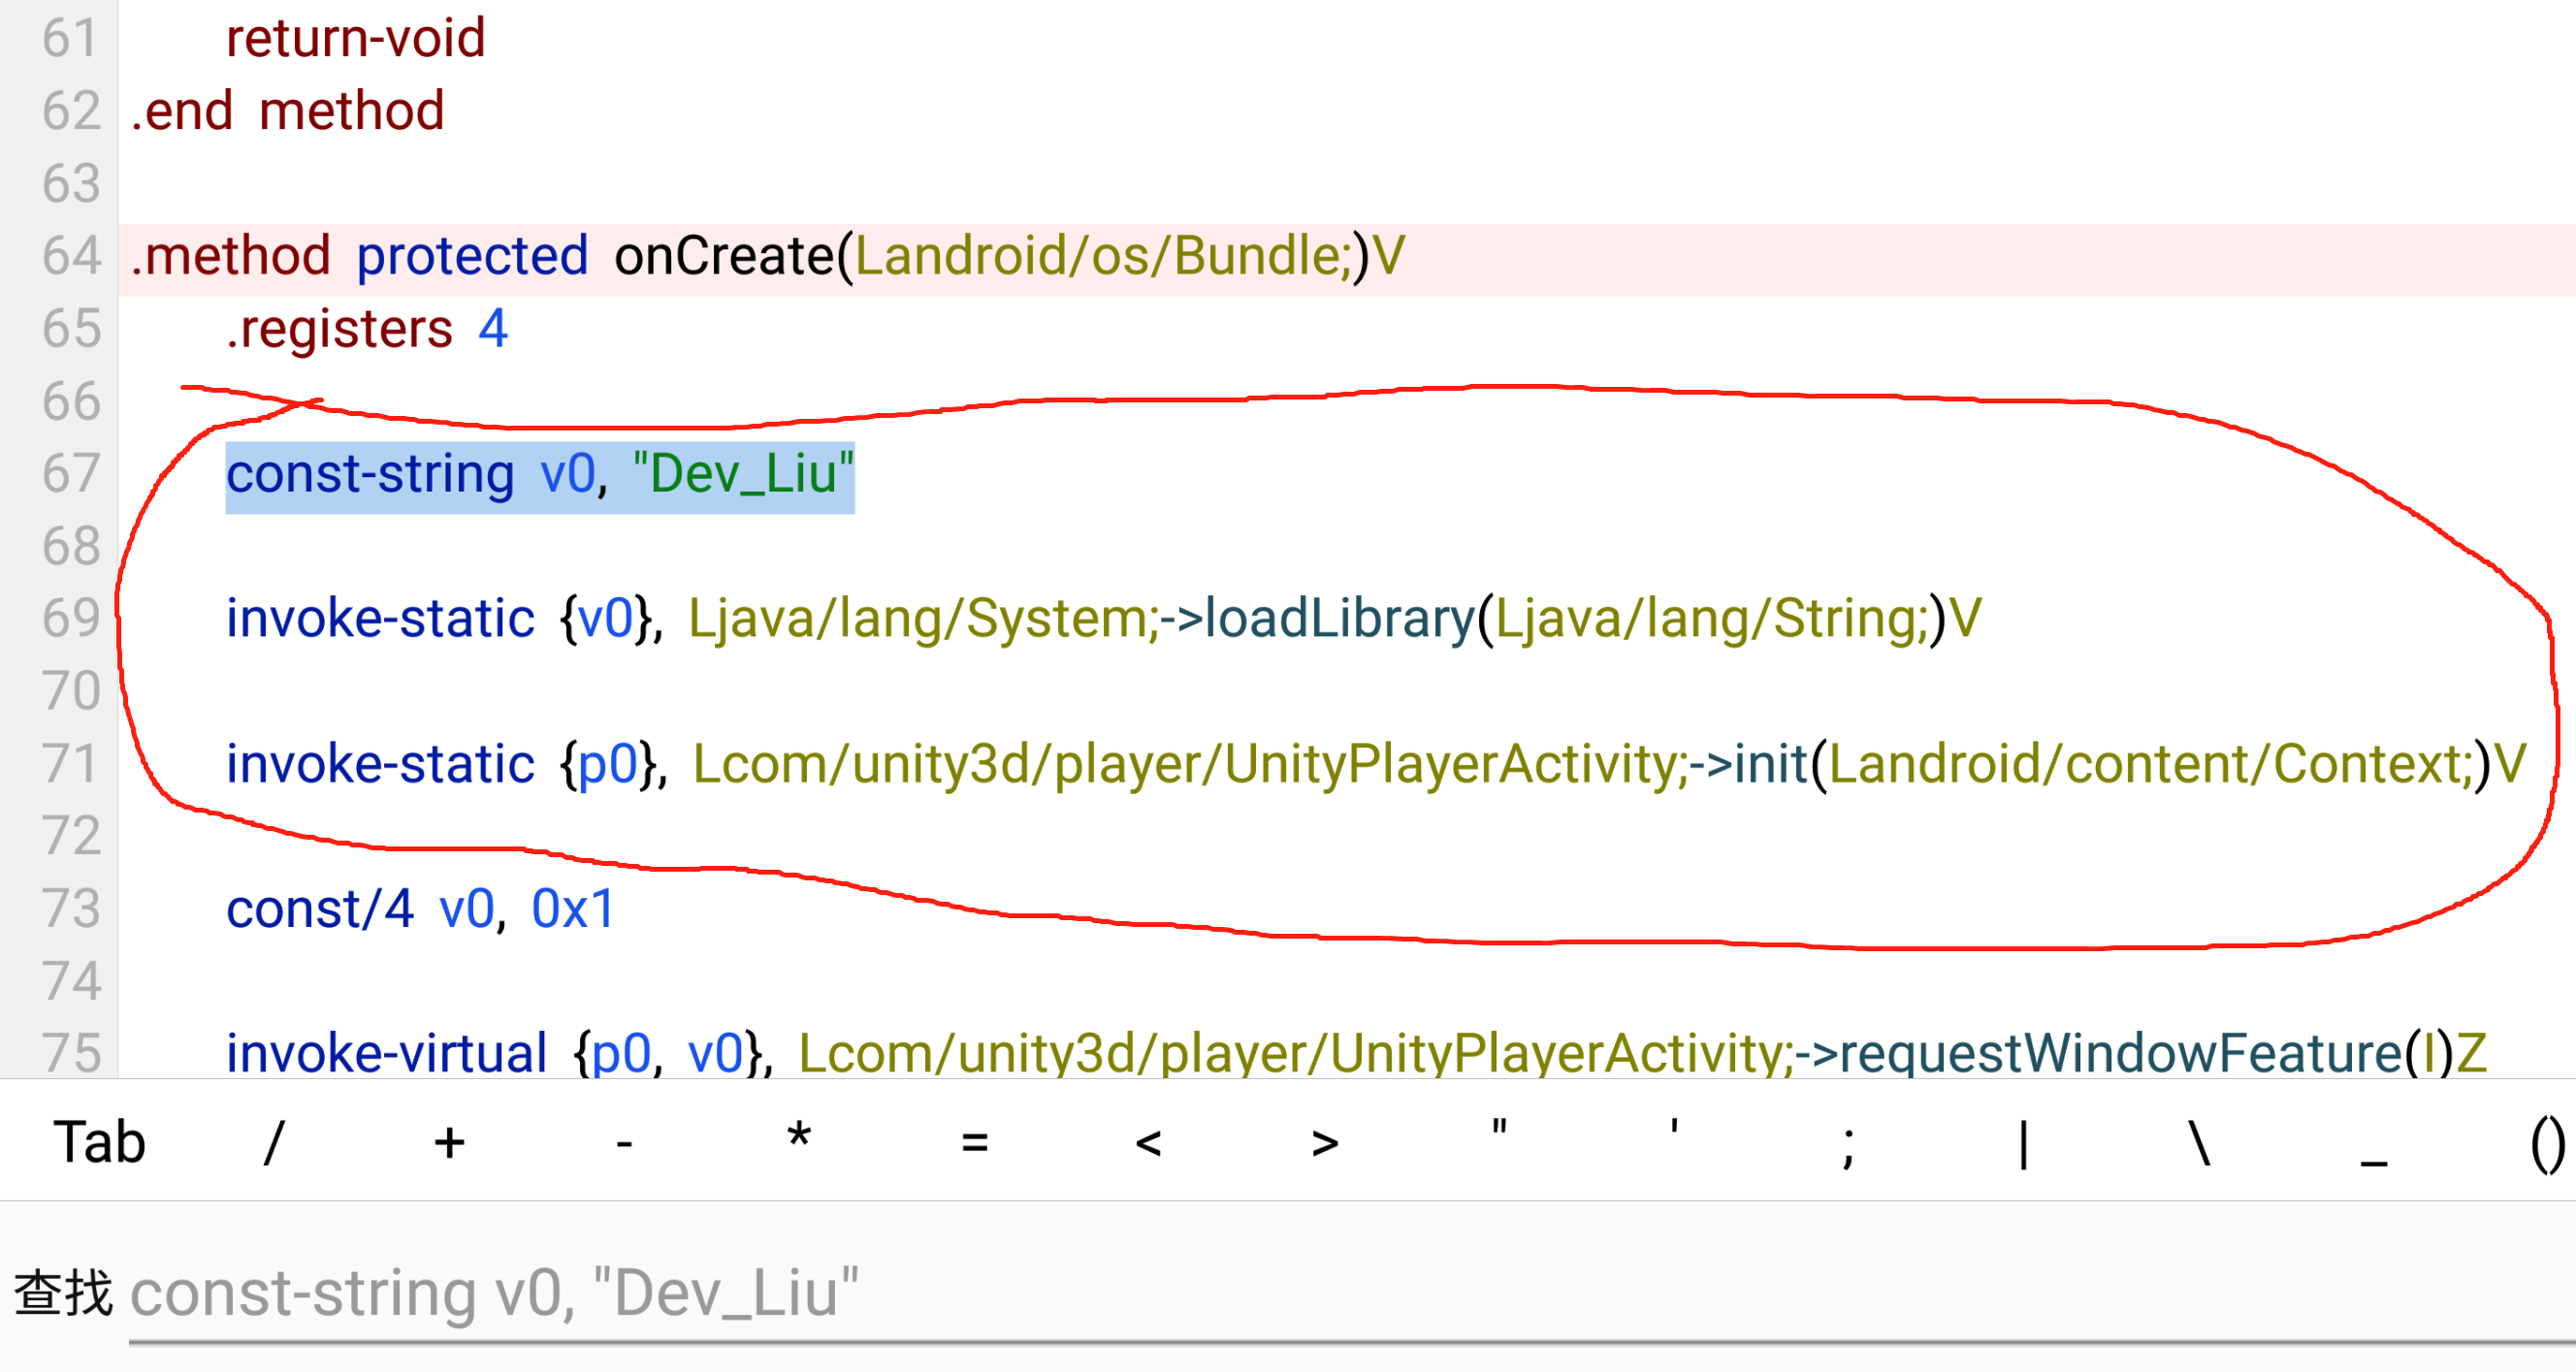 61 return-void
62 .end method
63
64 .method protected onCreate(Landroid/os/Bundle;)V
65 .registers 4
66
67 const-string v0, "Dev_Liu"
68
69 invoke-static {v0}, Ljava/lang/System;->loadLibrary(Ljava/lang/String;)V
70
71 invoke-static {p0}, Lcom/unity3d/player/UnityPlayerActivity;->init(Landroid/content/Context;)V
72
73 const/4 v0, 0x1
74
75 invoke-virtual {p0, v0}, Lcom/unity3d/player/UnityPlayerActivity;->requestWindowFeature(I)Z
Tab / + - * = < > " ' ; | \ _ ()
查找 const-string v0, "Dev_Liu"